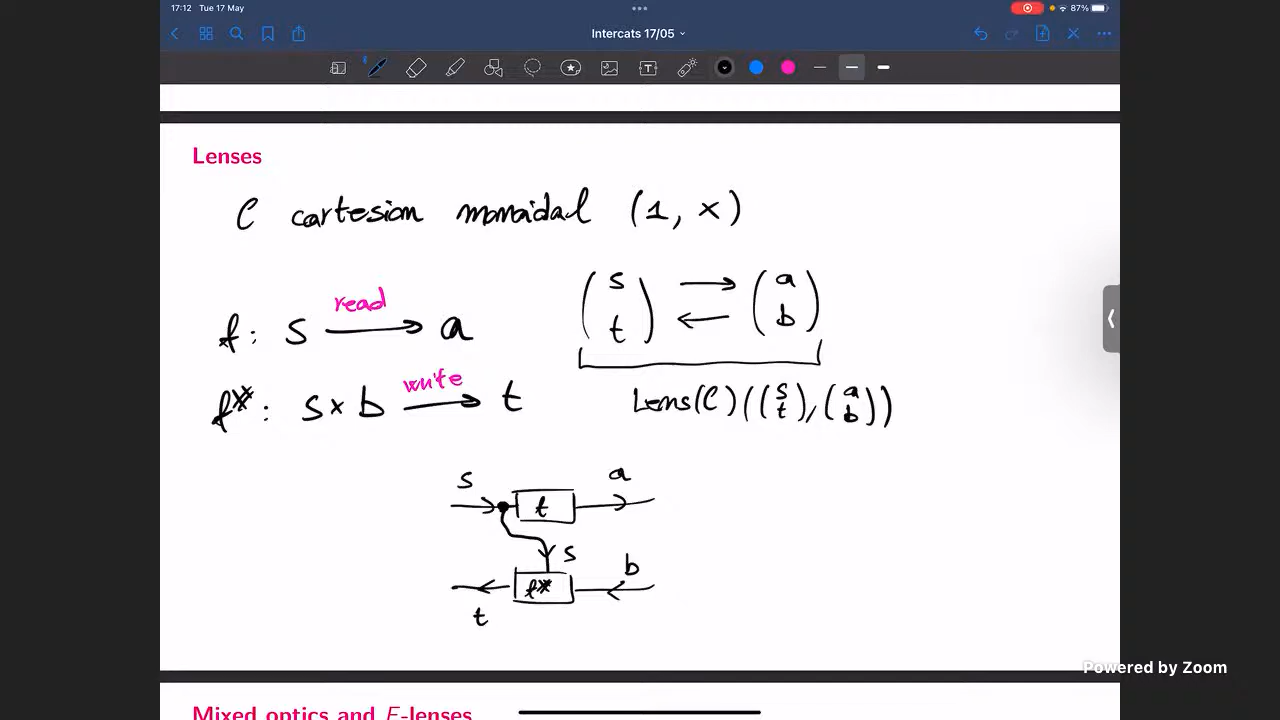 17:12 Tue 17 May
87%
Intercats 17/05
Lenses
C cartesian monoidal (1, ×)
f: s → a
read
f*: s × b → t
write
(s t) ⇄ (a b)
Lens(C)((s t), (a b))
s
a
f
s
b
f*
t
Powered by Zoom
Mixed optics and F-lenses